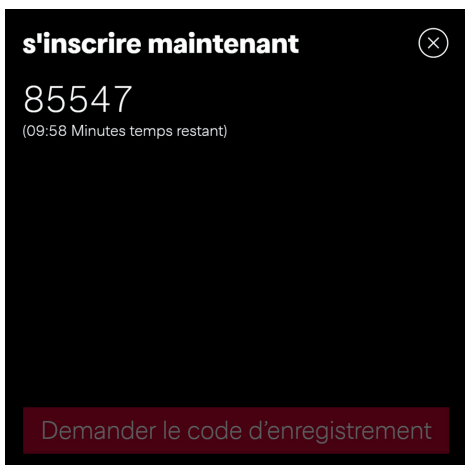 s'inscrire maintenant
85547
(09:58 Minutes temps restant)
Demander le code d’enregistrement